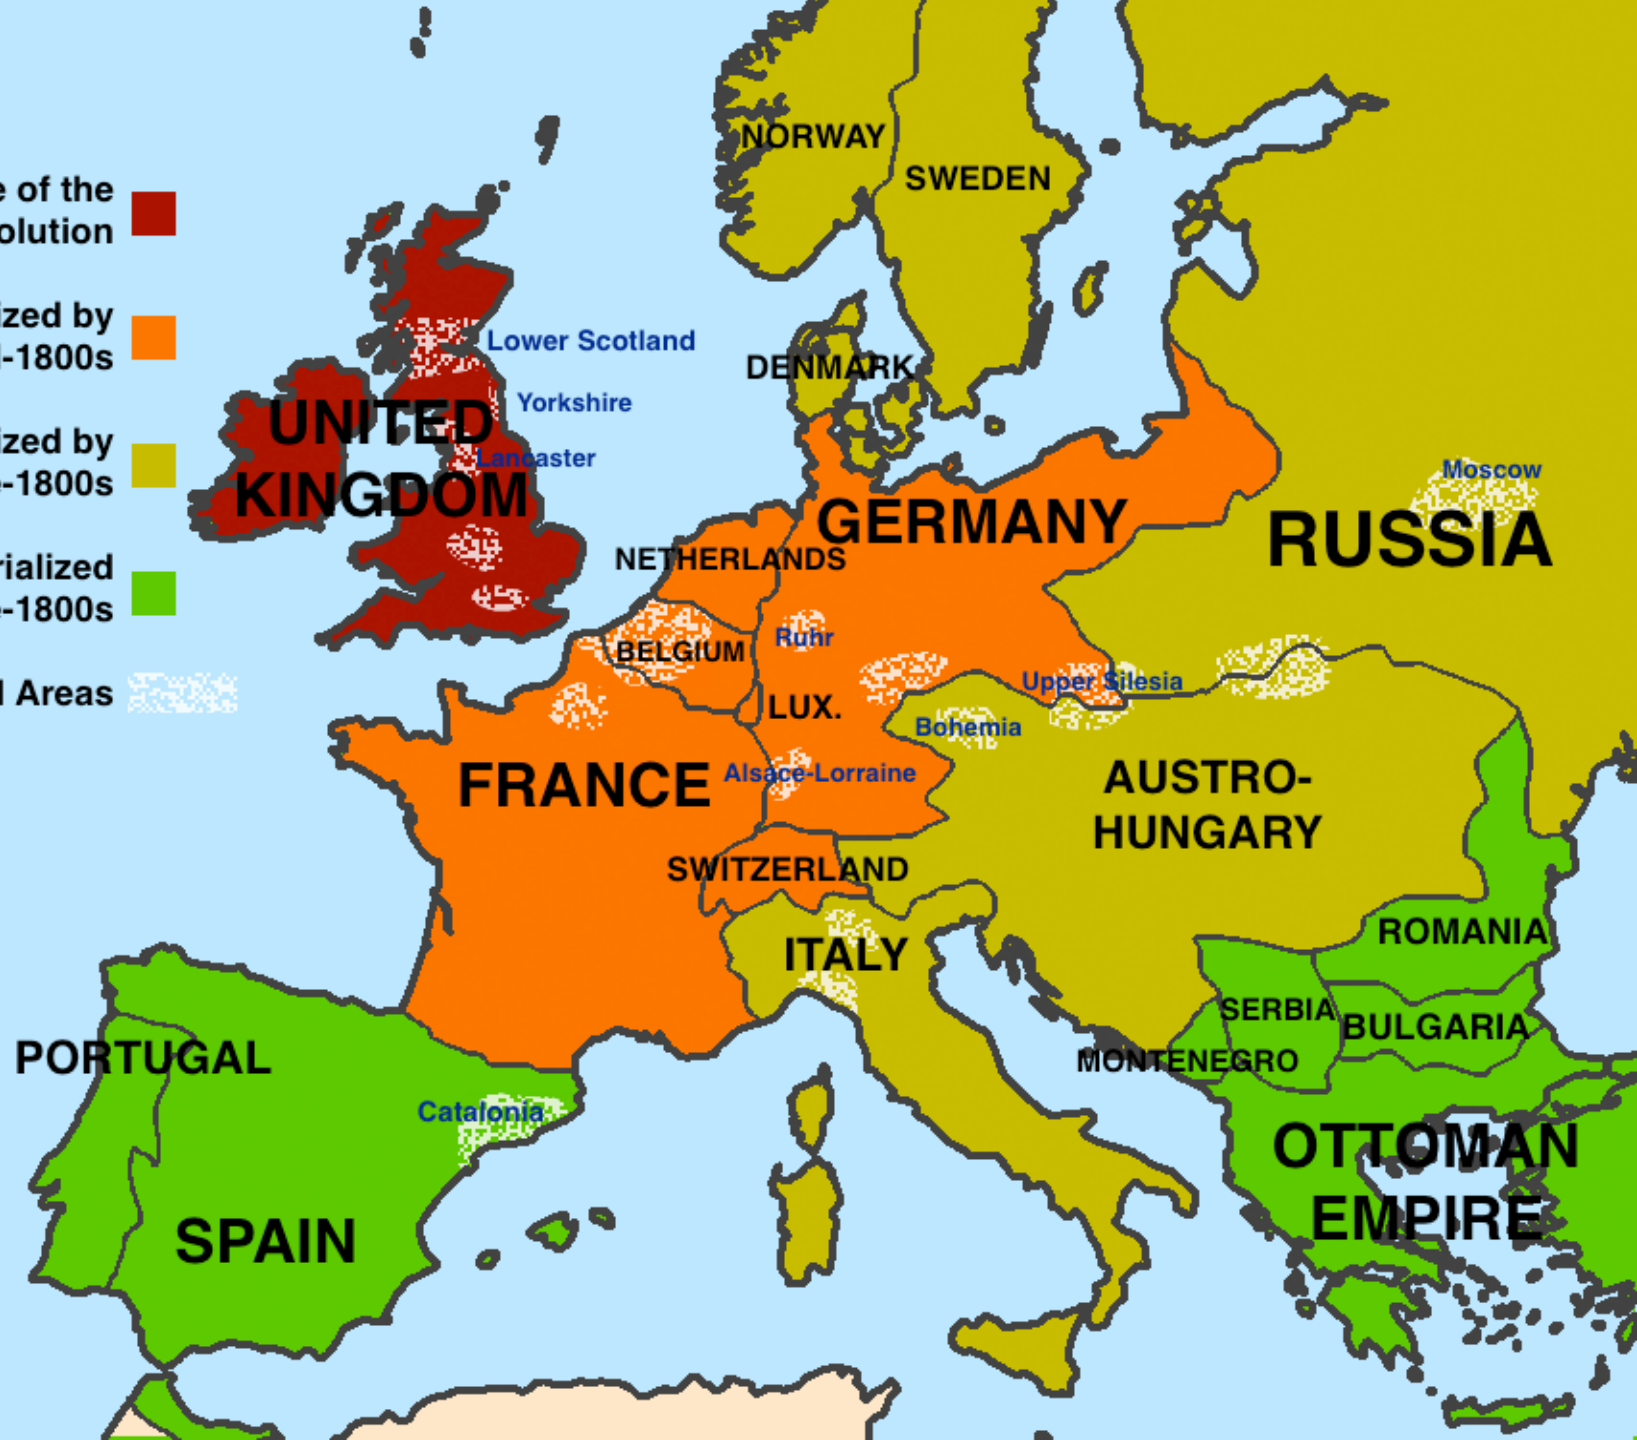 e of the
olution
ized by
-1800s
ized by
e-1800s
rialized
e-1800s
l Areas
NORWAY
SWEDEN
Lower Scotland
DENMARK
Yorkshire
UNITED
KINGDOM
Lancaster
Moscow
GERMANY
RUSSIA
NETHERLANDS
Ruhr
BELGIUM
Upper Silesia
LUX.
Bohemia
Alsace-Lorraine
FRANCE
AUSTRO-
HUNGARY
SWITZERLAND
ITALY
ROMANIA
SERBIA
BULGARIA
MONTENEGRO
PORTUGAL
Catalonia
OTTOMAN
EMPIRE
SPAIN